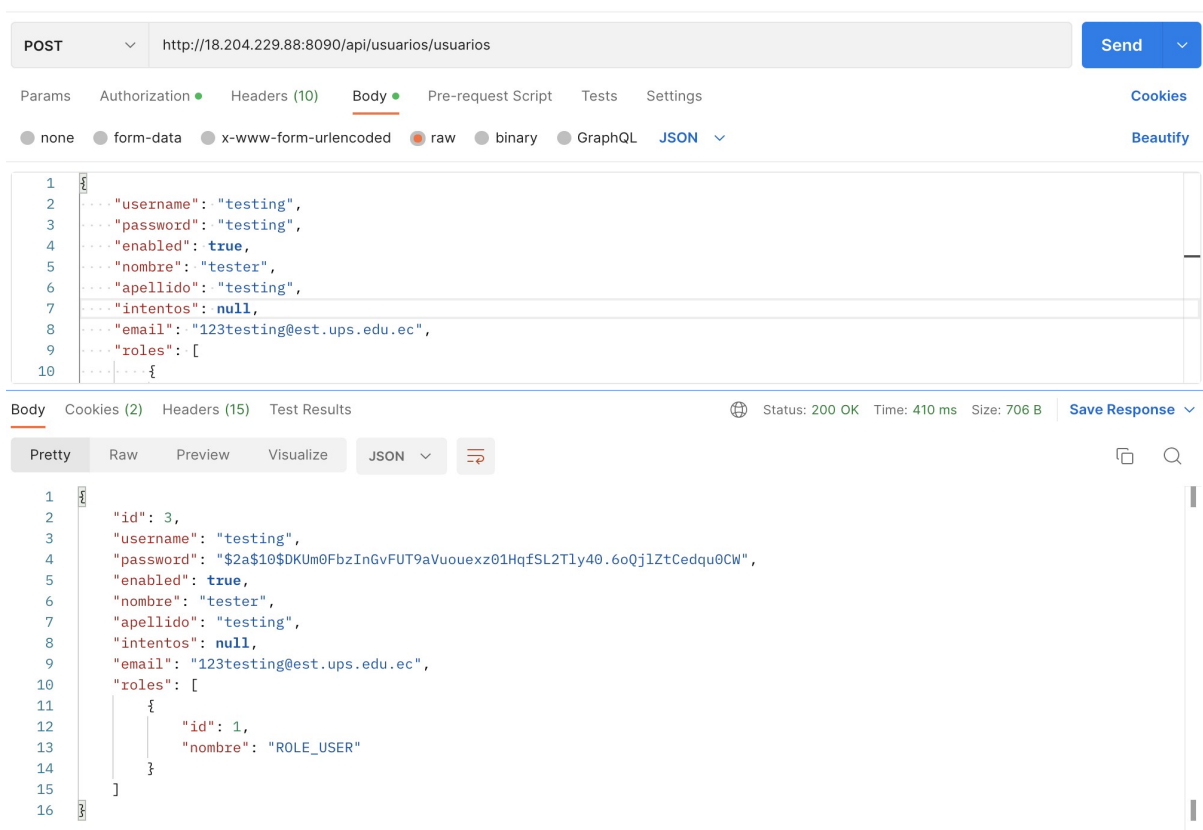 POST http://18.204.229.88:8090/api/usuarios/usuarios Send
Params Authorization Headers (10) Body Pre-request Script Tests Settings Cookies
none form-data x-www-form-urlencoded raw binary GraphQL JSON Beautify
1 {
2 "username": "testing",
3 "password": "testing",
4 "enabled": true,
5 "nombre": "tester",
6 "apellido": "testing",
7 "intentos": null,
8 "email": "123testing@est.ups.edu.ec",
9 "roles": [
10 {
Body Cookies (2) Headers (15) Test Results Status: 200 OK Time: 410 ms Size: 706 B Save Response
Pretty Raw Preview Visualize JSON
1 {
2 "id": 3,
3 "username": "testing",
4 "password": "$2a$10$DKUm0FbzInGvFUT9aVuouexz01HqfSL2Tly40.6oQjlZtCedqu0CW",
5 "enabled": true,
6 "nombre": "tester",
7 "apellido": "testing",
8 "intentos": null,
9 "email": "123testing@est.ups.edu.ec",
10 "roles": [
11 {
12 "id": 1,
13 "nombre": "ROLE_USER"
14 }
15 ]
16 }